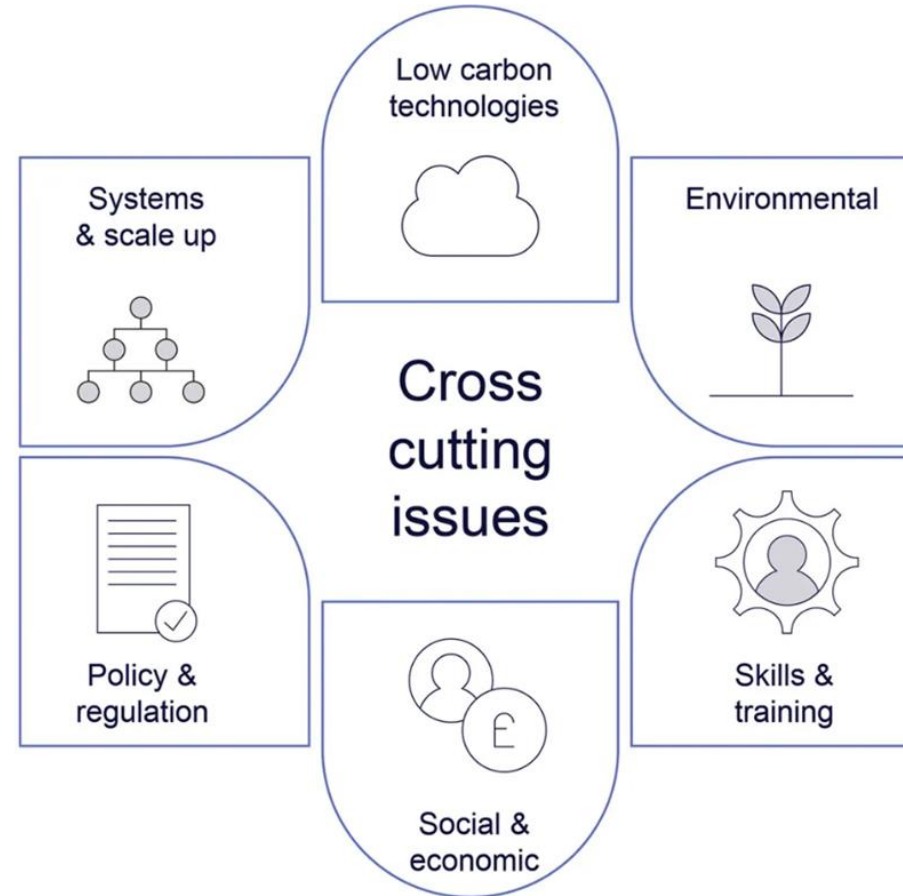 Low carbon
technologies
Systems
& scale up
Environmental
Cross
cutting
issues
Policy &
regulation
£
Skills &
training
Social &
economic